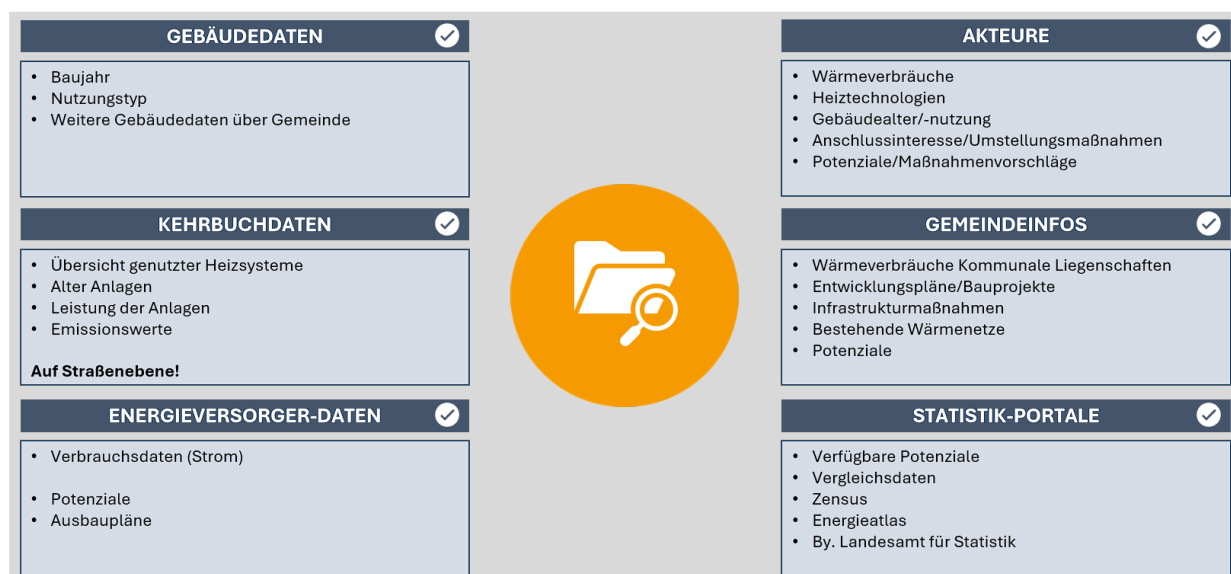 GEBÄUDEDATEN
• Baujahr
• Nutzungstyp
• Weitere Gebäudedaten über Gemeinde
KEHRBUCHDATEN
• Übersicht genutzter Heizsysteme
• Alter Anlagen
• Leistung der Anlagen
• Emissionswerte
Auf Straßenebene!
ENERGIEVERSORGER-DATEN
• Verbrauchsdaten (Strom)
• Potenziale
• Ausbaupläne
AKTEURE
• Wärmeverbräuche
• Heiztechnologien
• Gebäudealter/-nutzung
• Anschlussinteresse/Umstellungsmaßnahmen
• Potenziale/Maßnahmenvorschläge
GEMEINDEINFOS
• Wärmeverbräuche Kommunale Liegenschaften
• Entwicklungspläne/Bauprojekte
• Infrastrukturmaßnahmen
• Bestehende Wärmenetze
• Potenziale
STATISTIK-PORTALE
• Verfügbare Potenziale
• Vergleichsdaten
• Zensus
• Energieatlas
• By. Landesamt für Statistik